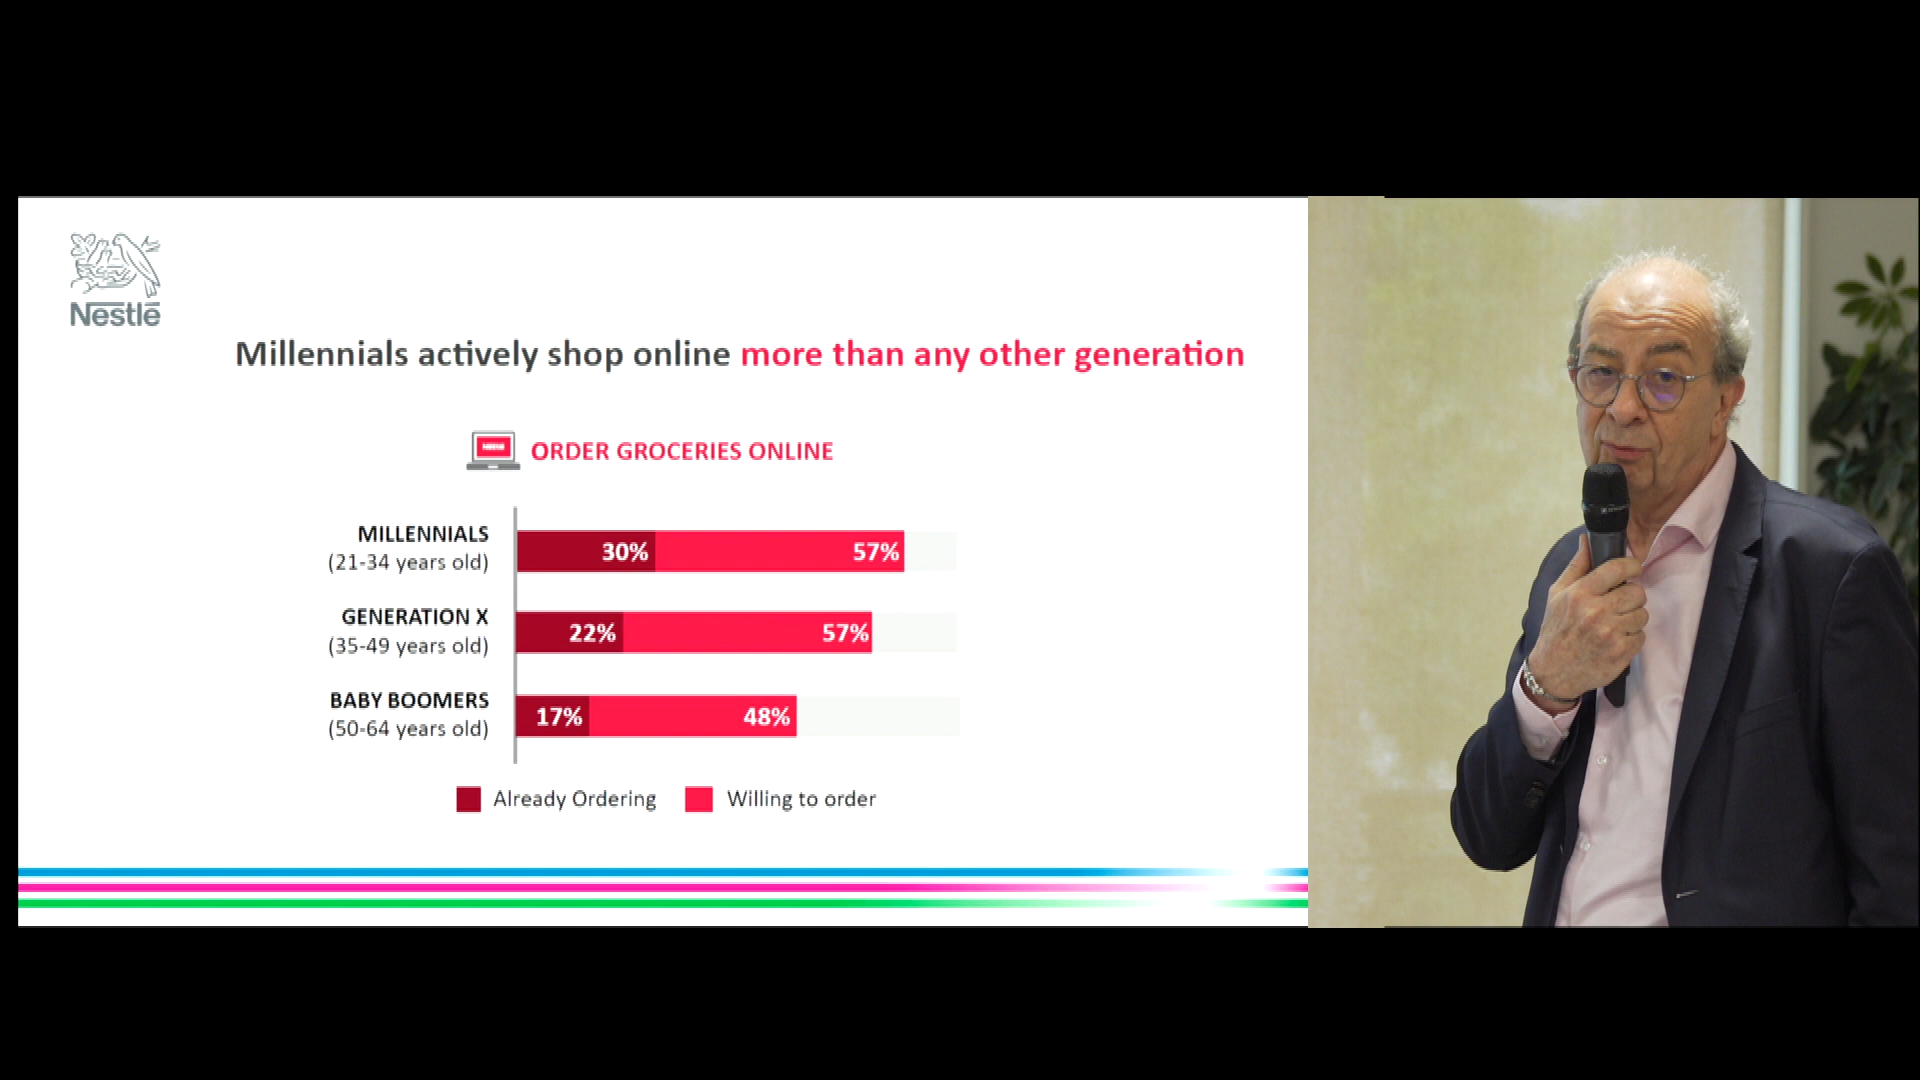 Nestlē
Millennials actively shop online more than any other generation
ORDER GROCERIES ONLINE
MILLENNIALS
(21-34 years old)
30%
57%
GENERATION X
(35-49 years old)
22%
57%
BABY BOOMERS
(50-64 years old)
17%
48%
Already Ordering
Willing to order